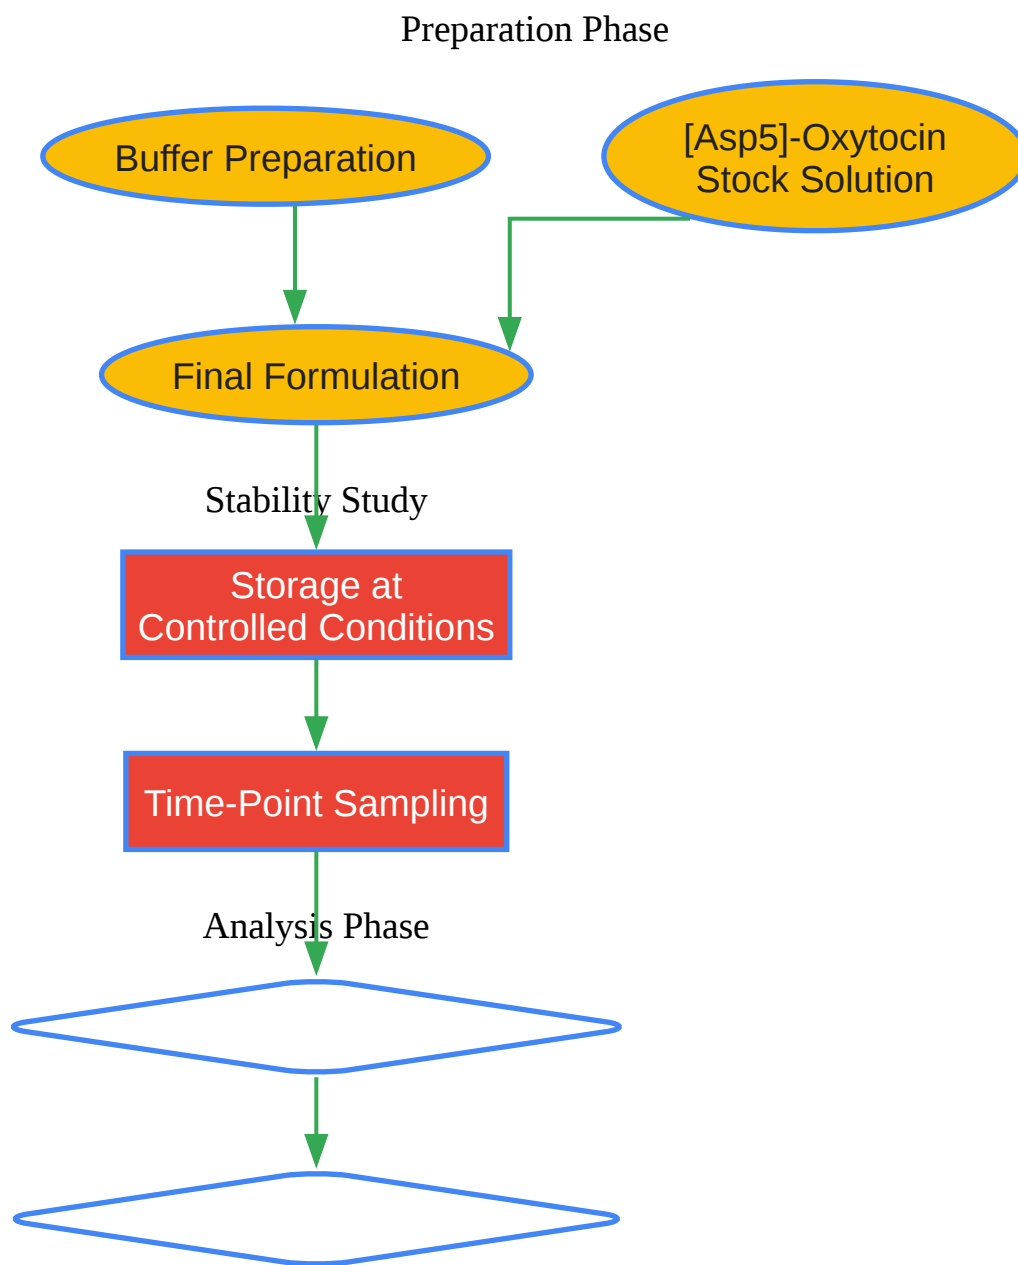 Preparation Phase
Buffer Preparation
[Asp5]-Oxytocin
Stock Solution
Final Formulation
Stability Study
Storage at
Controlled Conditions
Time-Point Sampling
Analysis Phase